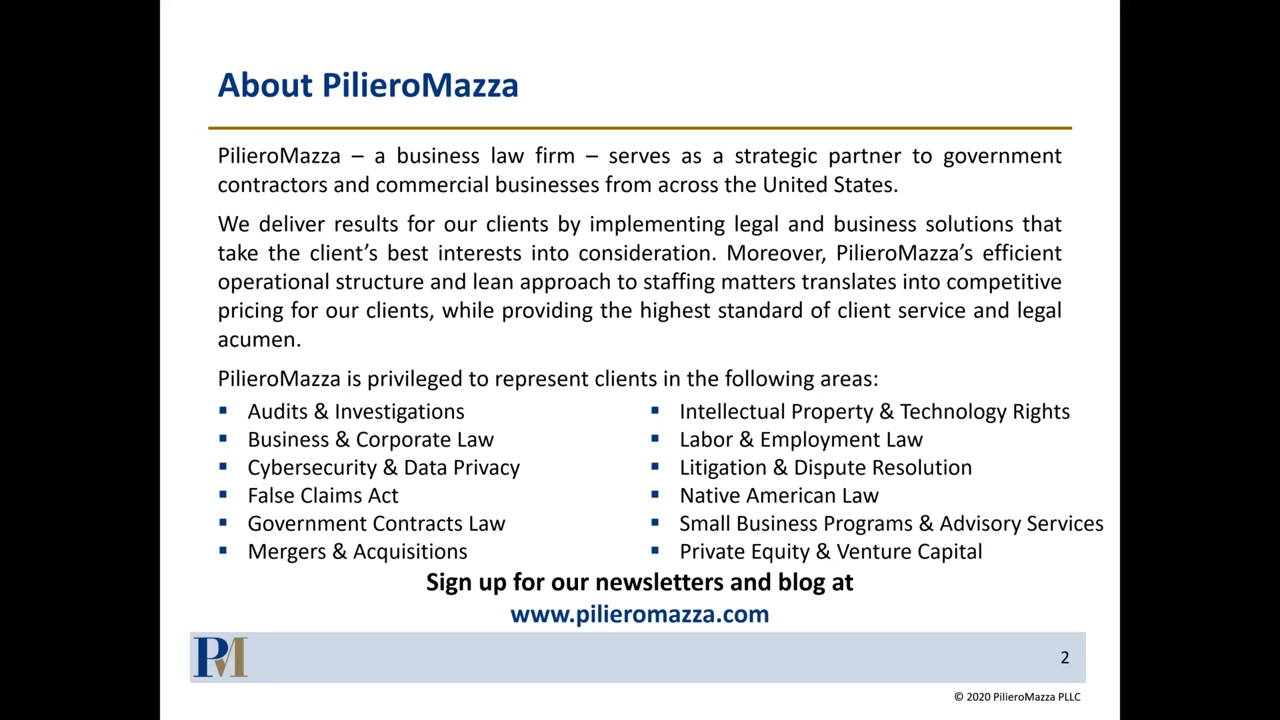 About PilieroMazza
PilieroMazza – a business law firm – serves as a strategic partner to government
contractors and commercial businesses from across the United States.
We deliver results for our clients by implementing legal and business solutions that
take the client’s best interests into consideration. Moreover, PilieroMazza’s efficient
operational structure and lean approach to staffing matters translates into competitive
pricing for our clients, while providing the highest standard of client service and legal
acumen.
PilieroMazza is privileged to represent clients in the following areas:
▪ Audits & Investigations
▪ Business & Corporate Law
▪ Cybersecurity & Data Privacy
▪ False Claims Act
▪ Government Contracts Law
▪ Mergers & Acquisitions
▪ Intellectual Property & Technology Rights
▪ Labor & Employment Law
▪ Litigation & Dispute Resolution
▪ Native American Law
▪ Small Business Programs & Advisory Services
▪ Private Equity & Venture Capital
Sign up for our newsletters and blog at
www.pilieromazza.com
PM
2
© 2020 PilieroMazza PLLC